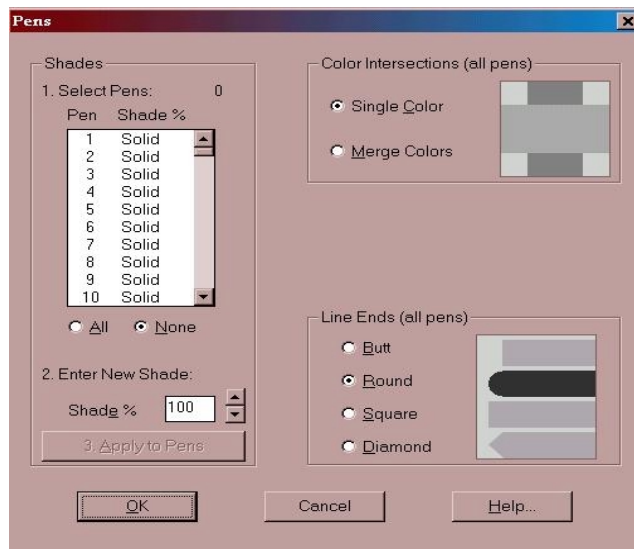 Pens
Shades
1. Select Pens: 0
Pen Shade %
1 Solid
2 Solid
3 Solid
4 Solid
5 Solid
6 Solid
7 Solid
8 Solid
9 Solid
10 Solid
All None
2. Enter New Shade:
Shade % 100
3. Apply to Pens
Color Intersections (all pens)
Single Color
Merge Colors
Line Ends (all pens)
Butt
Round
Square
Diamond
OK Cancel Help...